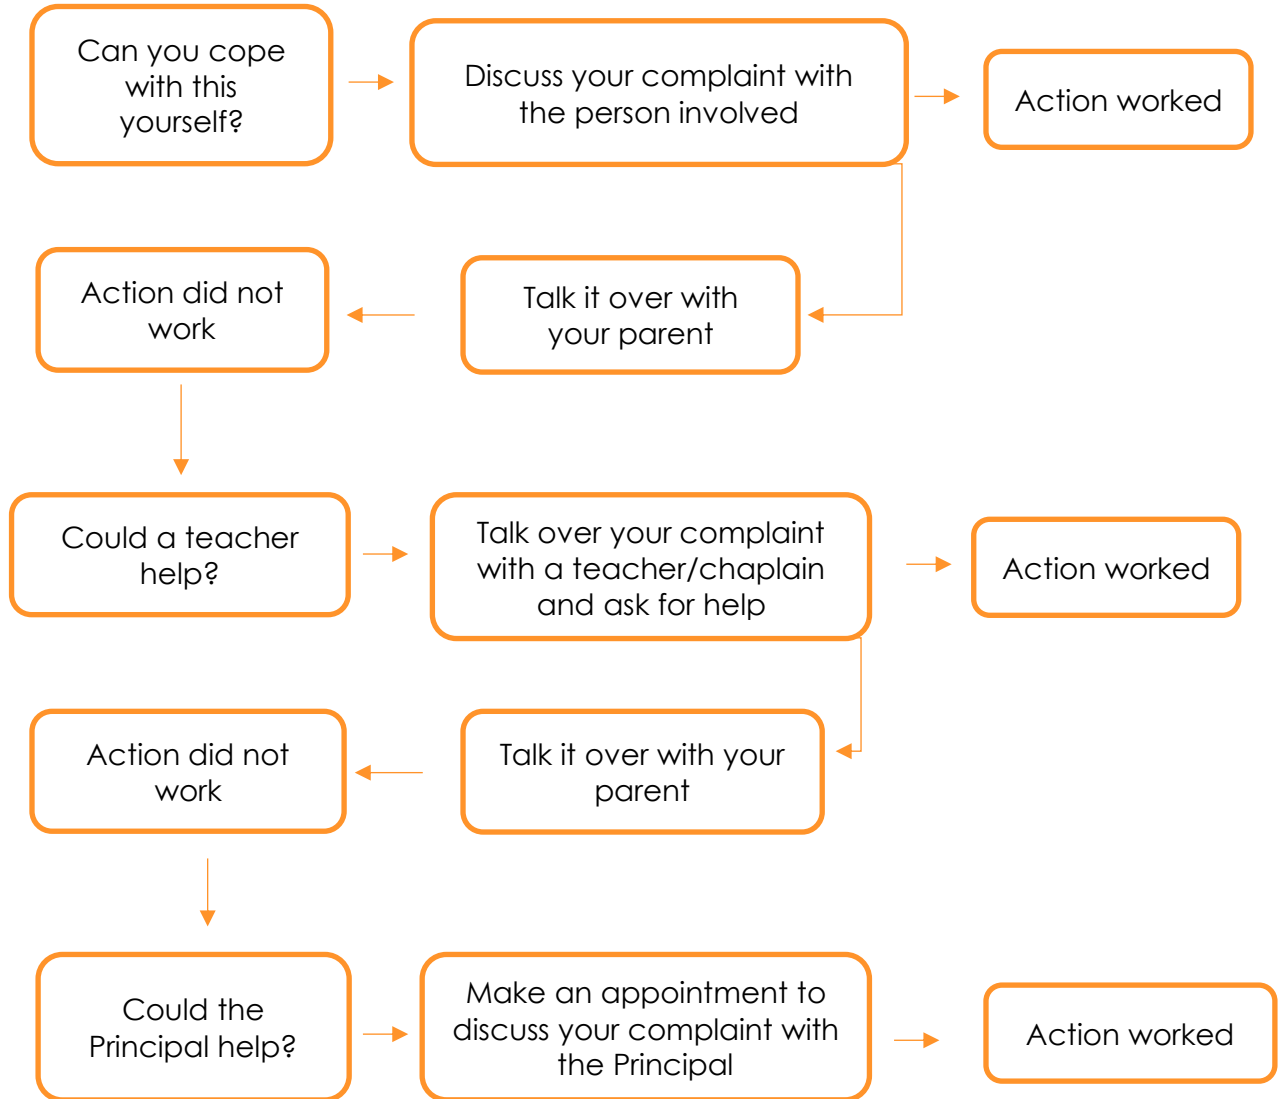 Can you cope
with this
yourself?
Discuss your complaint with
the person involved
Action worked
Action did not
work
Talk it over with
your parent
Could a teacher
help?
Talk over your complaint
with a teacher/chaplain
and ask for help
Action worked
Action did not
work
Talk it over with your
parent
Could the
Principal help?
Make an appointment to
discuss your complaint with
the Principal
Action worked